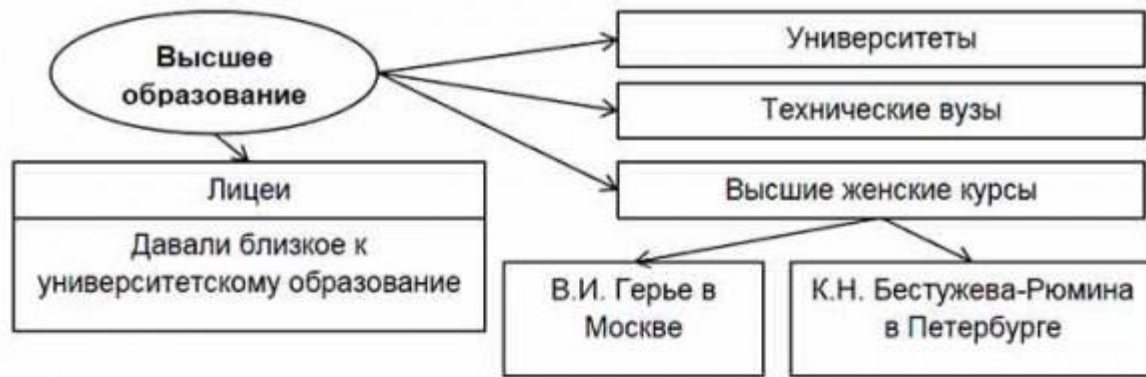 Высшее
образование
Университеты
Технические вузы
Высшие женские курсы
Лицеи
Давали близкое к
университетскому образование
В.И. Герье в
Москве
К.Н. Бестужева-Рюмина
в Петербурге